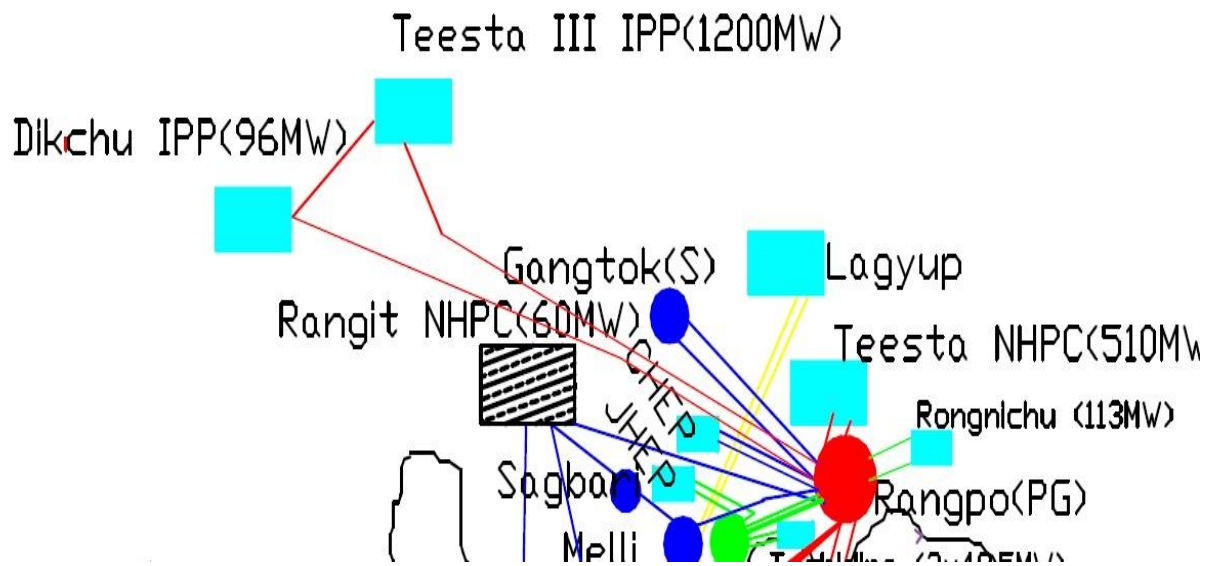 Teesta III IPP(1200MW)
Dikchu IPP(96MW)
Gangtok(S)
Lagyup
Rangit NHPC(60MW)
Teesta NHPC(510MW
CHEP
JHEP
Rongnichu (113MW)
Sagbari
Rangpo(PG)
Melli